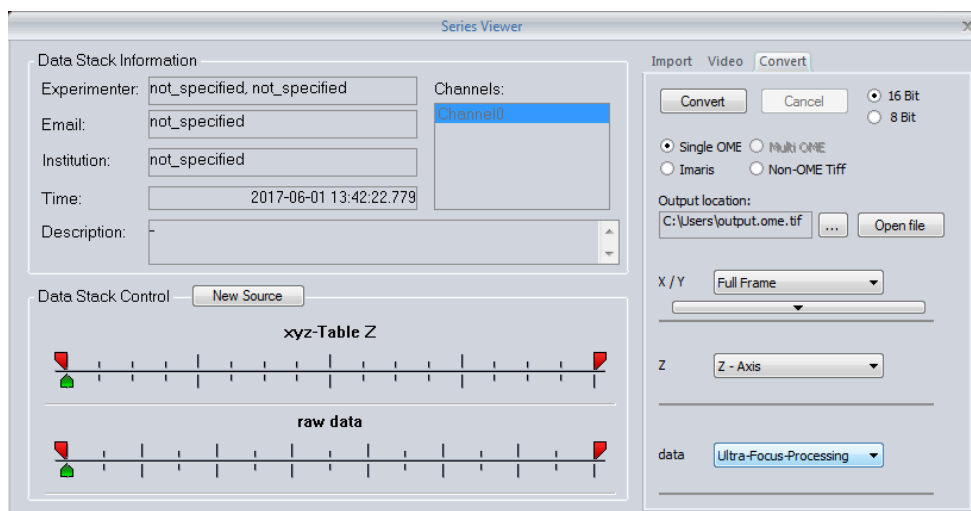 Series Viewer
Data Stack Information
Experimenter: not_specified, not_specified
Email: not_specified
Institution: not_specified
Time: 2017-06-01 13:42:22.779
Description: -
Channels:
Channel0
Data Stack Control New Source
xyz-Table Z
raw data
Import Video Convert
Convert Cancel 16 Bit
8 Bit
Single OME Multi OME
Imaris Non-OME Tiff
Output location:
C:\Users\output.ome.tif ... Open file
X / Y Full Frame
Z Z - Axis
data Ultra-Focus-Processing